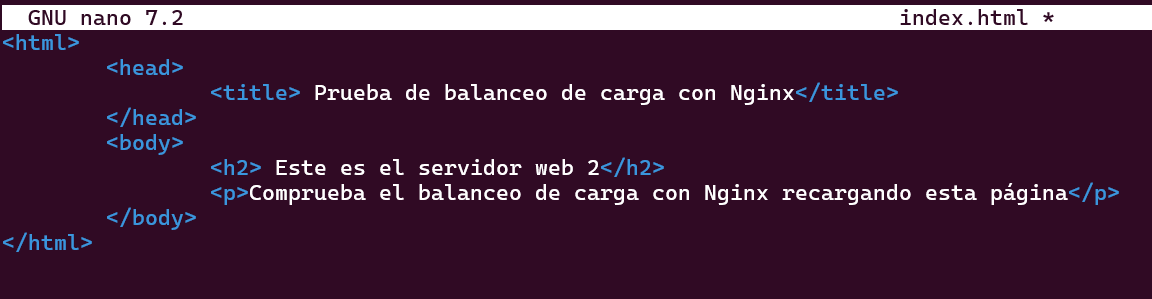 GNU nano 7.2 index.html *
<html>
<head>
<title> Prueba de balanceo de carga con Nginx</title>
</head>
<body>
<h2> Este es el servidor web 2</h2>
<p>Comprueba el balanceo de carga con Nginx recargando esta página</p>
</body>
</html>